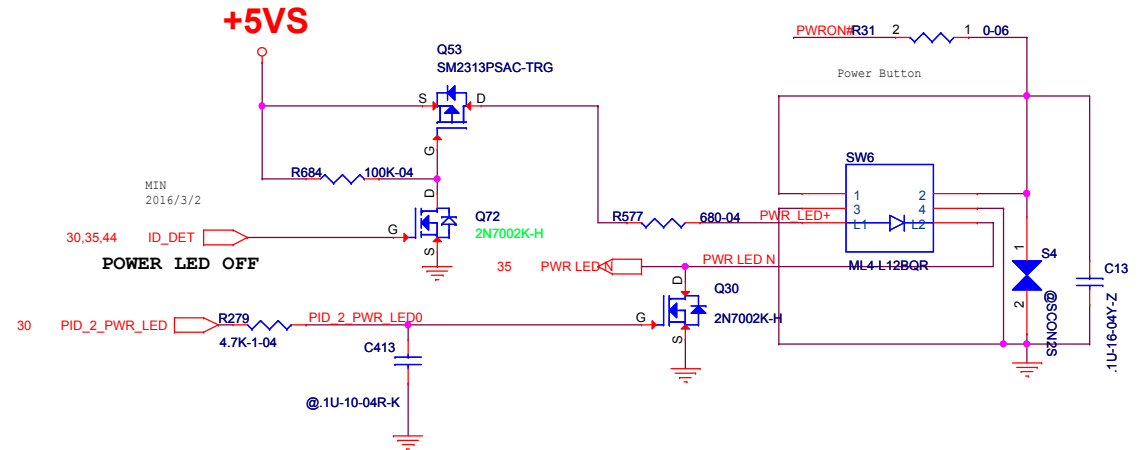 +5VS
Q53
SM2313PSAC-TRG
S
D
G
PWRON#
R31
2
1
0-06
Power Button
R684
100K-04
MIN
2016/3/2
D
Q72
2N7002K-H
G
S
30,35,44
ID_DET
POWER LED OFF
R577
680-04
PWR_LED+
SW6
1
2
3
4
L1
L2
ML4-L12BQR
35
PWR LED N
PWR LED N
D
Q30
2N7002K-H
G
S
1
S4
2
@SCON2S
C13
.1U-16-04Y-Z
30
PID_2_PWR_LED
R279
4.7K-1-04
PID_2_PWR_LED0
C413
@.1U-10-04R-K